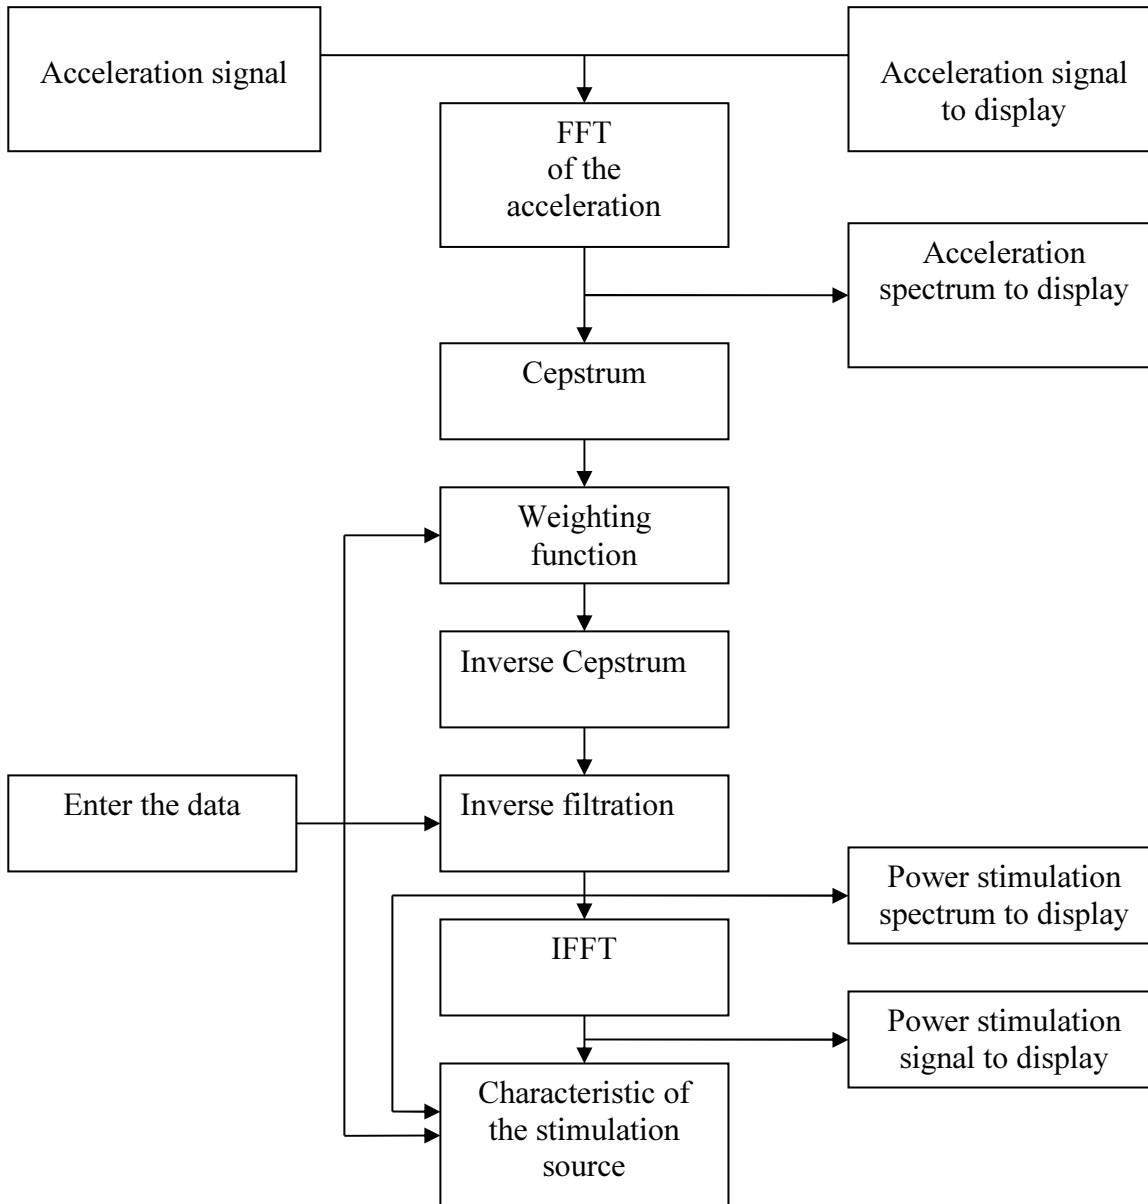 Acceleration signal
Acceleration signal
to display
FFT
of the
acceleration
Acceleration
spectrum to display
Cepstrum
Weighting
function
Inverse Cepstrum
Enter the data
Inverse filtration
Power stimulation
spectrum to display
IFFT
Power stimulation
signal to display
Characteristic of
the stimulation
source